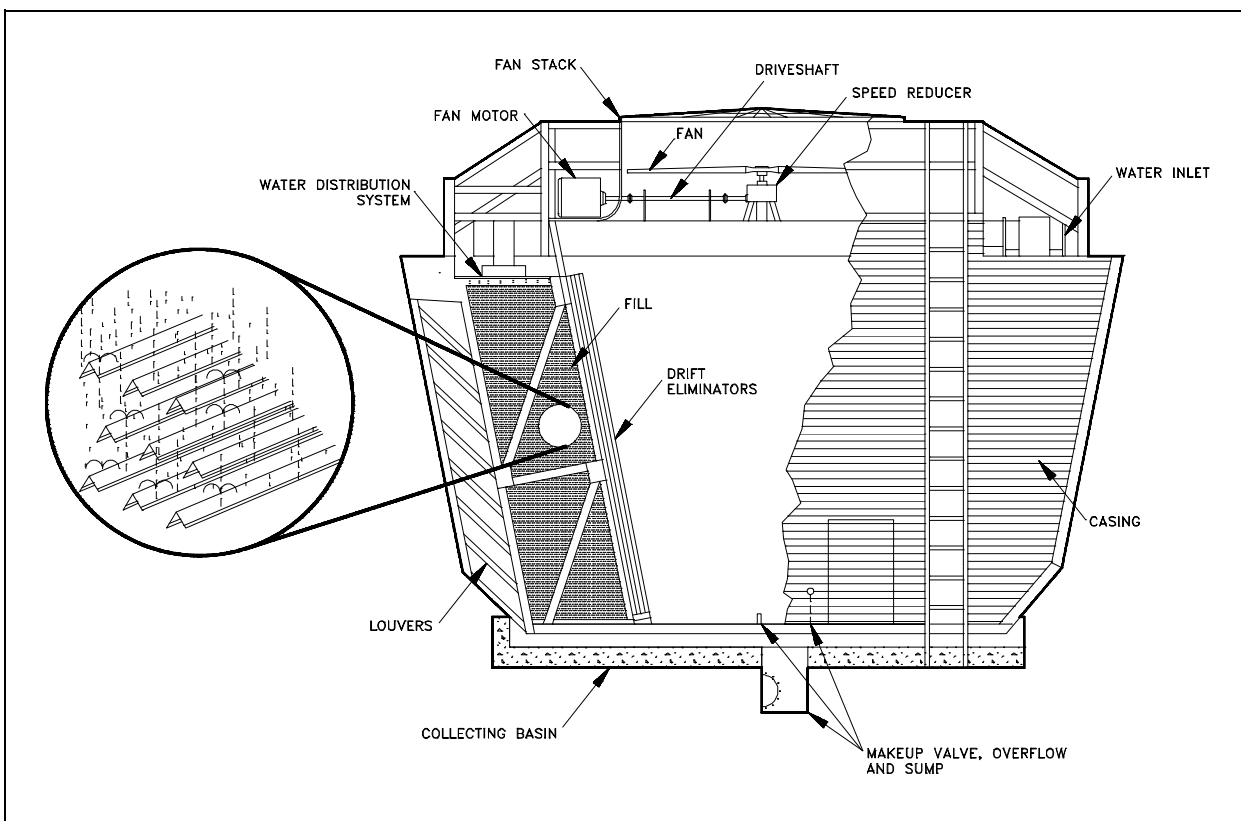 FAN STACK
DRIVESHAFT
SPEED REDUCER
FAN MOTOR
FAN
WATER INLET
WATER DISTRIBUTION
SYSTEM
FILL
DRIFT
ELIMINATORS
CASING
LOUVERS
COLLECTING BASIN
MAKEUP VALVE, OVERFLOW
AND SUMP